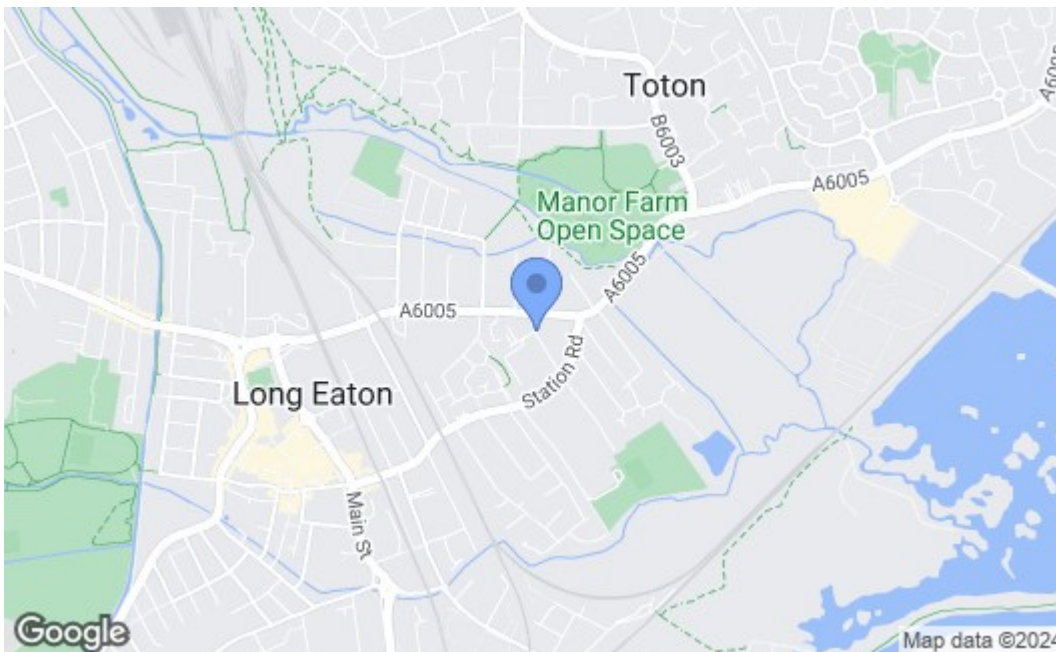 Toton
A6005
B6003
A6005
Manor Farm
Open Space
A6005
A6005
Station Rd
Long Eaton
Main St
Google
Map data ©2024